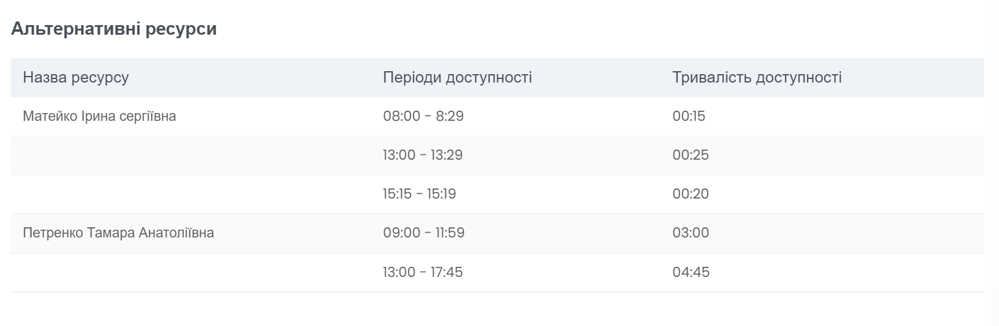 Альтернативні ресурси
Назва ресурсу Періоди доступності Тривалість доступності
Матейко Ірина сергіївна 08:00 - 8:29 00:15
13:00 - 13:29 00:25
15:15 - 15:19 00:20
Петренко Тамара Анатоліївна 09:00 - 11:59 03:00
13:00 - 17:45 04:45